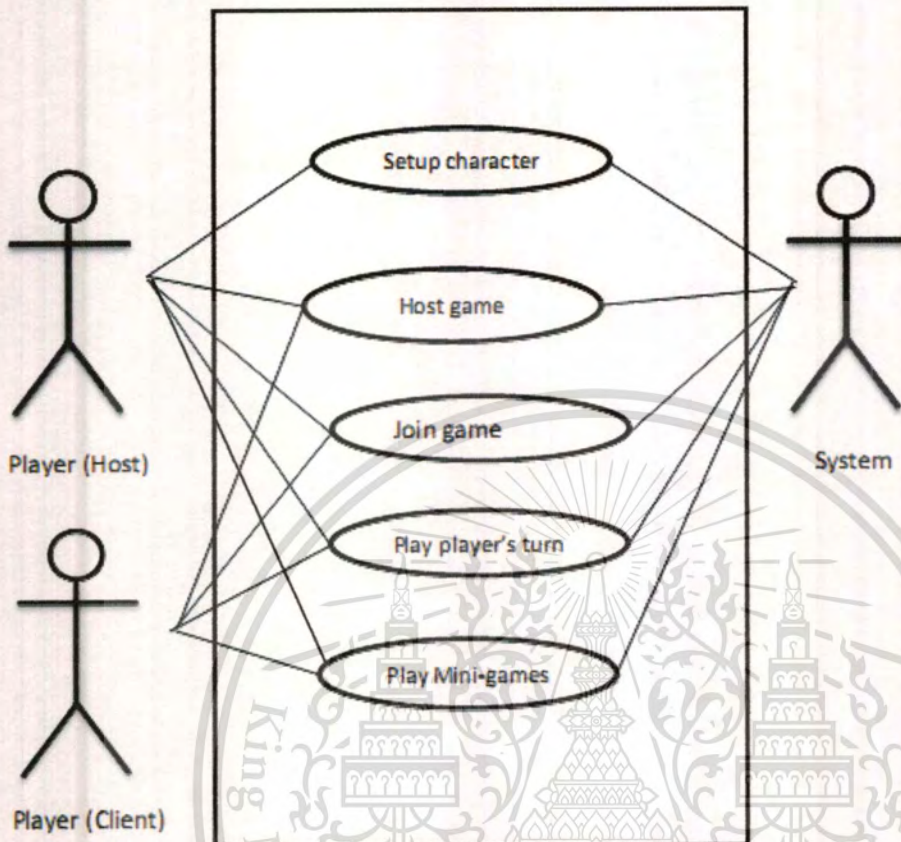 Setup character
Host game
Join game
Play player's turn
Play Mini-games
Player (Host)
System
Player (Client)
King